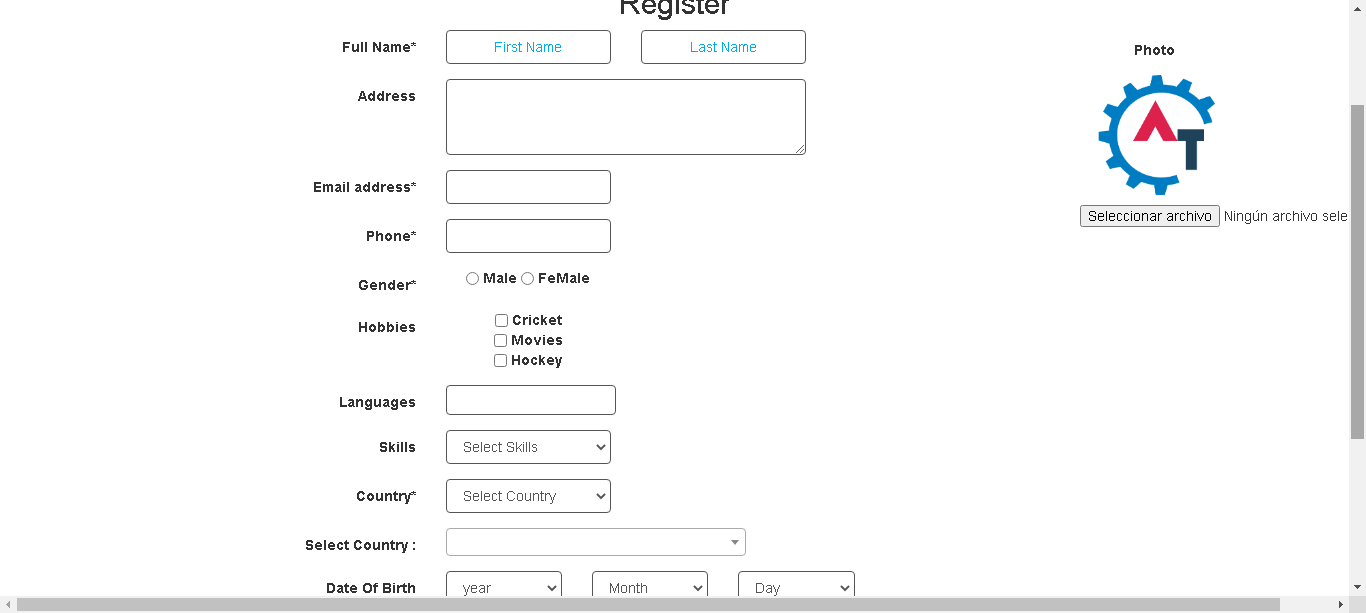 Register
Full Name*
First Name
Last Name
Photo
Address
AT
Email address*
Seleccionar archivo Ningún archivo sele
Phone*
Gender*
Male FeMale
Hobbies
Cricket
Movies
Hockey
Languages
Skills
Select Skills
Country*
Select Country
Select Country :
Date Of Birth
year
Month
Day